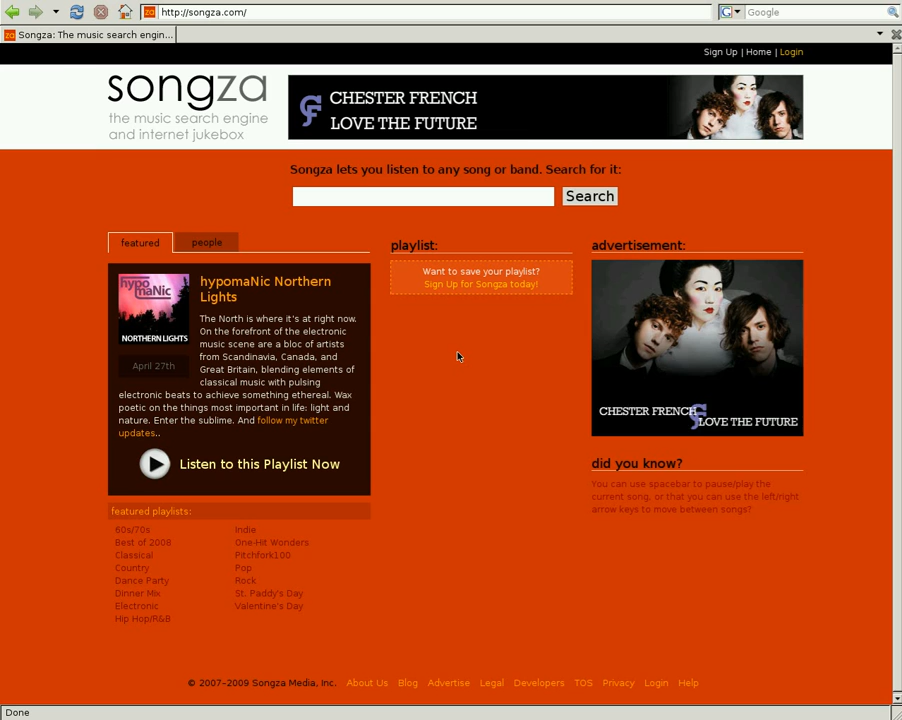 http://songza.com/
Google
Songza: The music search engin...
Sign Up | Home | Login
songza
the music search engine
and internet jukebox
CHESTER FRENCH
LOVE THE FUTURE
Songza lets you listen to any song or band. Search for it:
Search
featured
people
hypo
maNic
NORTHERN LIGHTS
April 27th
hypomaNic Northern
Lights
The North is where it's at right now.
On the forefront of the electronic
music scene are a bloc of artists
from Scandinavia, Canada, and
Great Britain, blending elements of
classical music with pulsing
electronic beats to achieve something ethereal. Wax
poetic on the things most important in life: light and
nature. Enter the sublime. And follow my twitter
updates..
Listen to this Playlist Now
featured playlists:
60s/70s
Best of 2008
Classical
Country
Dance Party
Dinner Mix
Electronic
Hip Hop/R&B
Indie
One-Hit Wonders
Pitchfork100
Pop
Rock
St. Paddy's Day
Valentine's Day
playlist:
Want to save your playlist?
Sign Up for Songza today!
advertisement:
CHESTER FRENCH
LOVE THE FUTURE
did you know?
You can use spacebar to pause/play the
current song, or that you can use the left/right
arrow keys to move between songs?
© 2007-2009 Songza Media, Inc. About Us Blog Advertise Legal Developers TOS Privacy Login Help
Done